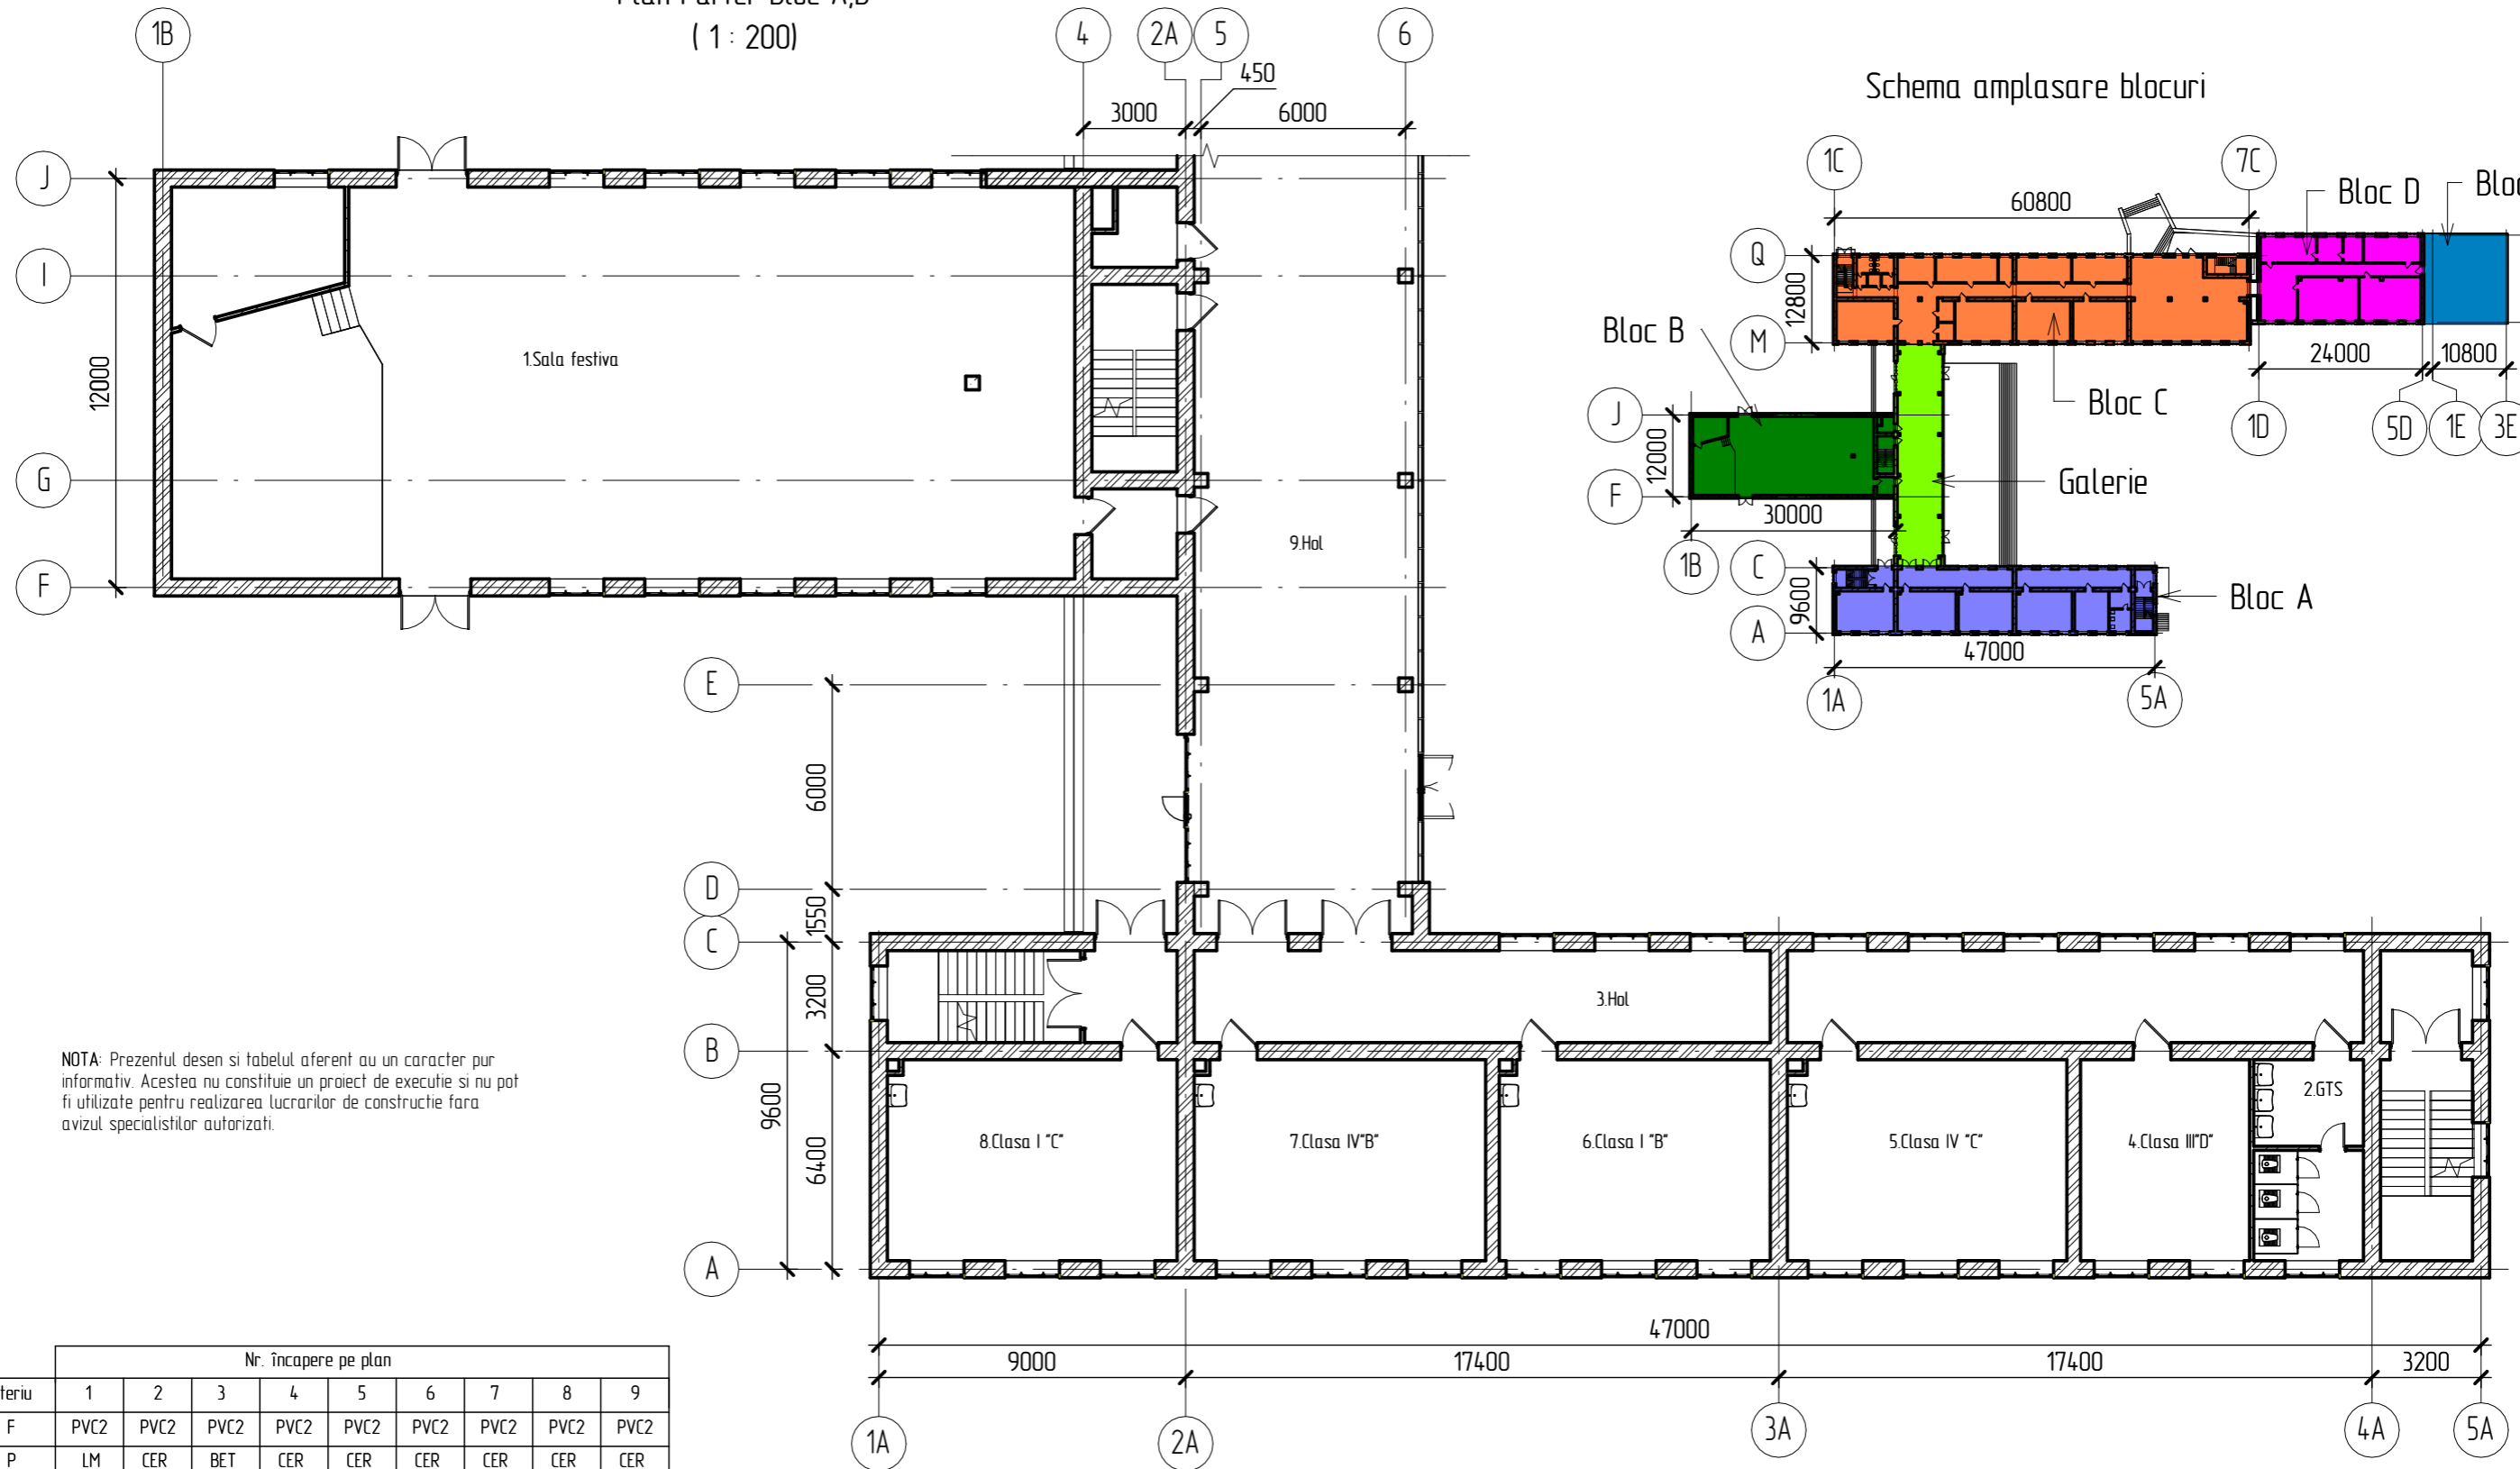 ( 1 : 200)
1B
4
2A
5
6
450
3000
6000
J
I
G
F
12000
1.Sala festiva
9.Hol
E
D
C
B
A
6000
1550
3200
6400
9600
3.Hol
2.GTS
8.Clasa I "C"
7.Clasa IV"B"
6.Clasa I "B"
5.Clasa IV "C"
4.Clasa III"D"
47000
9000
17400
17400
3200
1A
2A
3A
4A
5A
Schema amplasare blocuri
1C
7C
60800
Bloc D
Q
M
12800
Bloc B
Bloc C
24000
10800
1D
5D
1E
3E
J
F
12000
30000
1B
Galerie
C
A
9600
Bloc A
47000
1A
5A
NOTA: Prezentul desen si tabelul aferent au un caracter pur
informativ. Acestea nu constituie un proiect de executie si nu pot
fi utilizate pentru realizarea lucrarilor de constructie fara
avizul specialistilor autorizati.
Nr. încapere pe plan
1 2 3 4 5 6 7 8 9
F PVC2 PVC2 PVC2 PVC2 PVC2 PVC2 PVC2 PVC2 PVC2
P LM CER BET CER CER CER CER CER CER